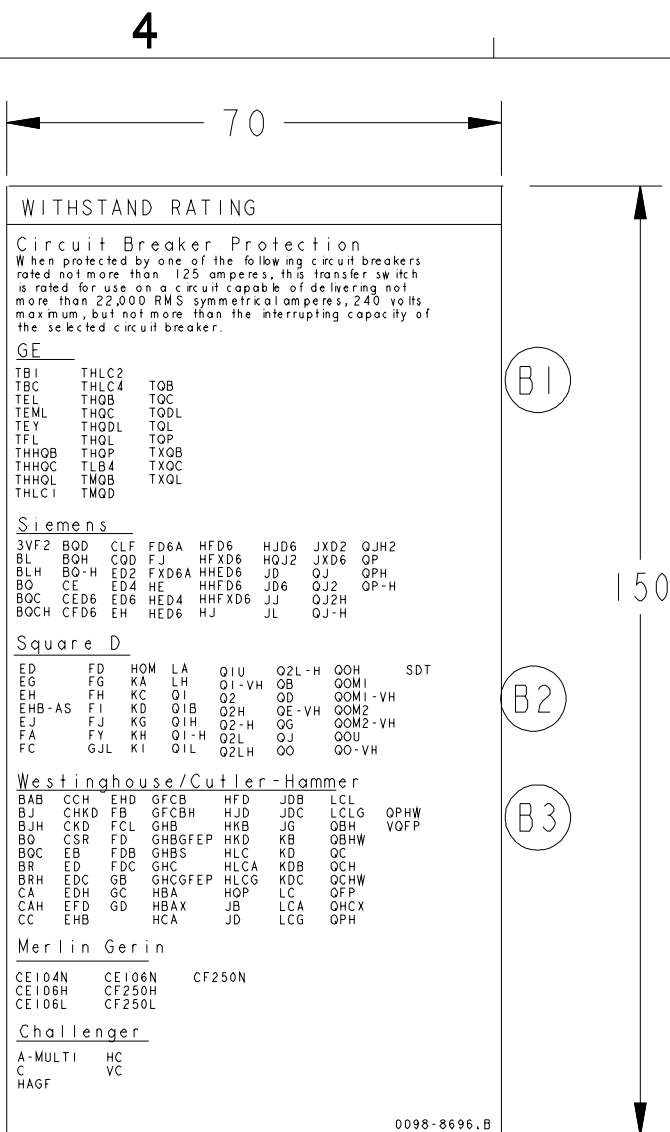 4
70
WITHSTAND RATING
Circuit Breaker Protection
When protected by one of the following circuit breakers
rated not more than 125 amperes, this transfer switch
is rated for use on a circuit capable of delivering not
more than 22,000 RMS symmetrical amperes, 240 volts
maximum, but not more than the interrupting capacity of
the selected circuit breaker.
GE
TB1 THLC2
TBC THLC4 TQB
TEL THQB TQC
TEML THQC TQDL
TEY THQDL TQL
TFL THQL TQP
THHQB THQP TXQB
THHQC TLB4 TXQC
THHQL TMQB TXQL
THLC1 TMQD
B1
Siemens
3VF2 BQD CLF FD6A HFD6 HJD6 JXD2 QJH2
BL BQH CQD FJ HFXD6 HQJ2 JXD6 QP
BLH BQ-H ED2 FXD6A HHED6 JD QJ QPH
BQ CE ED4 HE HHFD6 JD6 QJ2 QP-H
BQC CED6 ED6 HED4 HHFXD6 JJ QJ2H
BQCH CFD6 EH HED6 HJ JL QJ-H
150
Square D
ED FD HOM LA Q1U Q2L-H QOH SDT
EG FG KA LH Q1-VH QB QOM1
EH FH KC Q1 Q2 QD QOM1-VH
EHB-AS FI KD Q1B Q2H QE-VH QOM2
EJ FJ KG Q1H Q2-H QG QOM2-VH
FA FY KH Q1-H Q2L QJ QOU
FC GJL KI Q1L Q2LH QO QO-VH
B2
Westinghouse/Cutler-Hammer
BAB CCH EHD GFCB HFD JDB LCL
BJ CHKD FB GFCBH HJD JDC LCLG QPHW
BJH CKD FCL GHB HKB JG QBH VQFP
BQ CSR FD GHBGFEP HKD KB QBHW
BQC EB FDB GHBS HLC KD QC
BR ED FDC GHC HLCA KDB QCH
BRH EDC GB GHCGFEP HLCG KDC QCHW
CA EDH GC HBA HQP LC QFP
CAH EFD GD HBAX JB LCA QHCX
CC EHB HCA JD LCG QPH
B3
Merlin Gerin
CE104N CE106N CF250N
CE106H CF250H
CE106L CF250L
Challenger
A-MULTI HC
C VC
HAGF
0098-8696.B